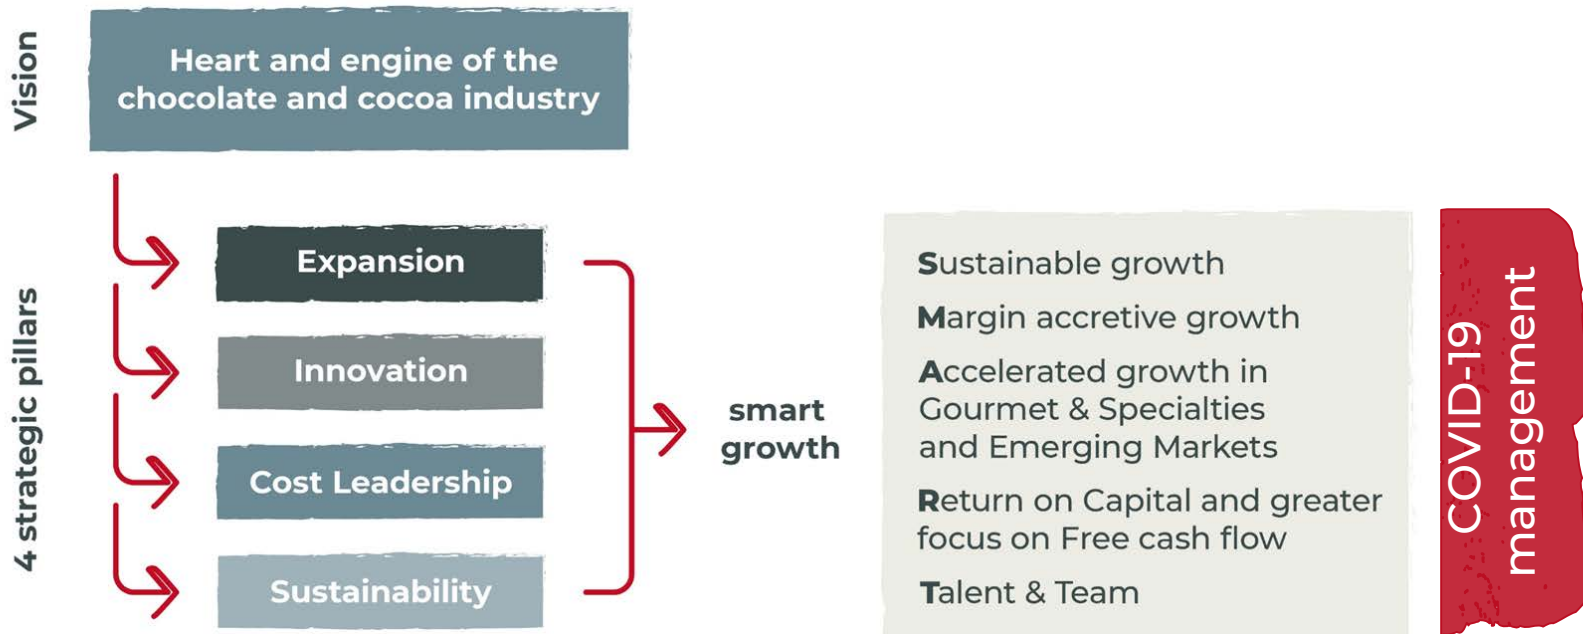 Vision
Heart and engine of the
chocolate and cocoa industry
4 strategic pillars
Expansion
Innovation
Cost Leadership
Sustainability
smart
growth
Sustainable growth
Margin accretive growth
Accelerated growth in
Gourmet & Specialties
and Emerging Markets
Return on Capital and greater
focus on Free cash flow
Talent & Team
COVID-19
management